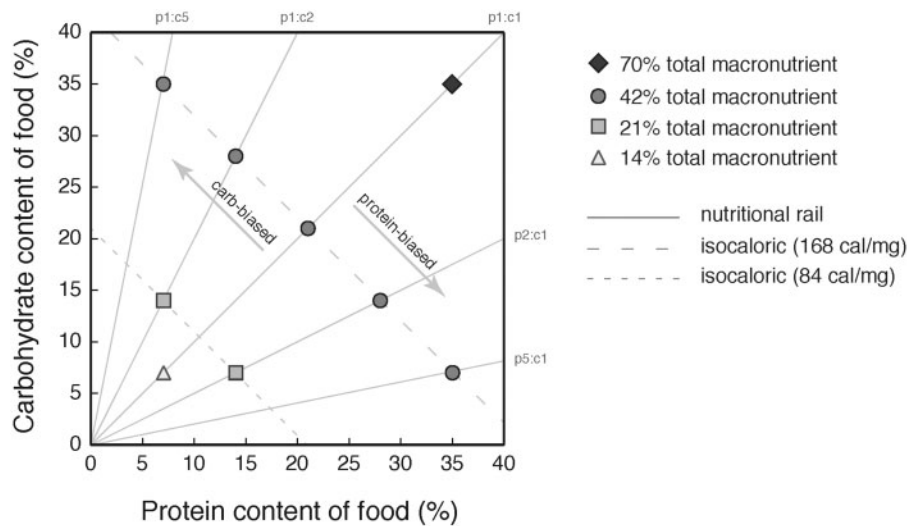 p1:c5
p1:c2
p1:c1
40
35
30
25
20
15
10
5
0
Carbohydrate content of food (%)
carb-biased
protein-biased
p2:c1
p5:c1
0 5 10 15 20 25 30 35 40
Protein content of food (%)
70% total macronutrient
42% total macronutrient
21% total macronutrient
14% total macronutrient
nutritional rail
isocaloric (168 cal/mg)
isocaloric (84 cal/mg)